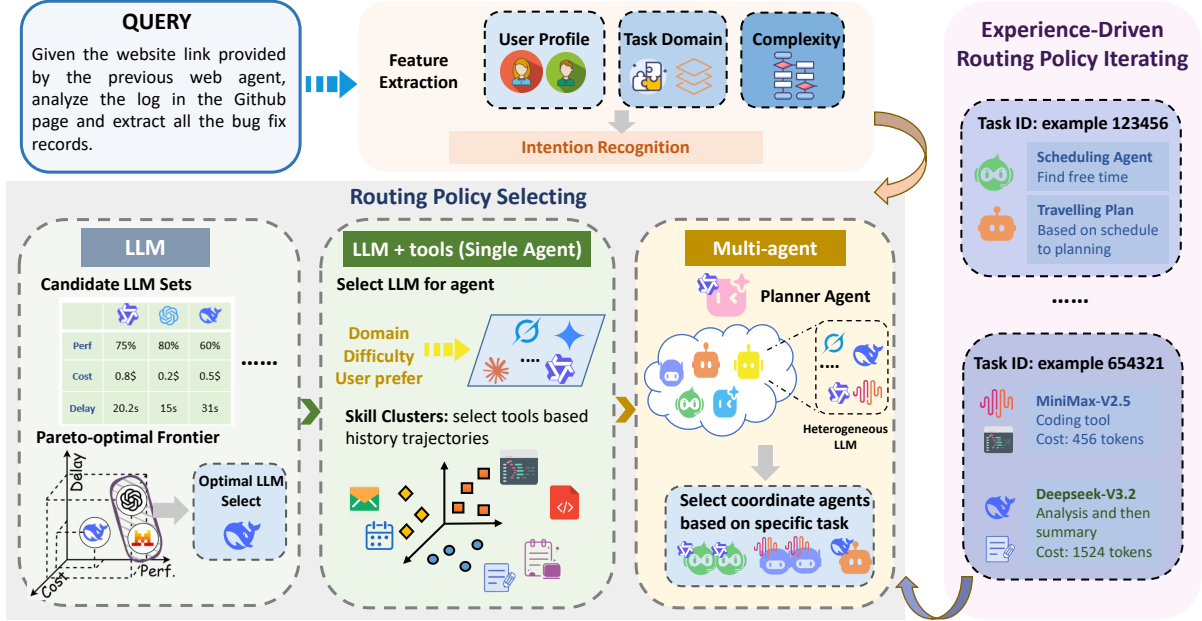 QUERY
Given the website link provided
by the previous web agent,
analyze the log in the Github
page and extract all the bug fix
records.
Feature
Extraction
User Profile
Task Domain
Complexity
Intention Recognition
Experience-Driven
Routing Policy Iterating
Task ID: example 123456
Scheduling Agent
Find free time
Travelling Plan
Based on schedule
to planning
......
Task ID: example 654321
MiniMax-V2.5
Coding tool
Cost: 456 tokens
Deepseek-V3.2
Analysis and then
summary
Cost: 1524 tokens
Routing Policy Selecting
LLM
Candidate LLM Sets
Perf 75% 80% 60%
Cost 0.8$ 0.2$ 0.5$
Delay 20.2s 15s 31s
......
Pareto-optimal Frontier
Delay
Cost
Perf.
Optimal LLM
Select
LLM + tools (Single Agent)
Select LLM for agent
Domain
Difficulty
User prefer
....
Skill Clusters: select tools based
history trajectories
Multi-agent
Planner Agent
....
Heterogeneous
LLM
Select coordinate agents
based on specific task